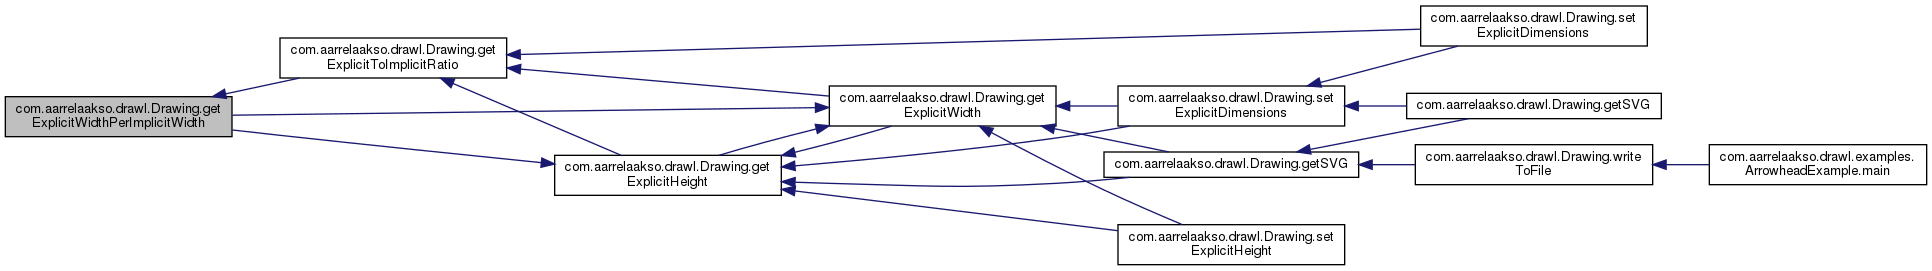 com.aarrelaakso.drawl.Drawing.get
ExplicitWidthPerImplicitWidth
com.aarrelaakso.drawl.Drawing.get
ExplicitToImplicitRatio
com.aarrelaakso.drawl.Drawing.get
ExplicitHeight
com.aarrelaakso.drawl.Drawing.get
ExplicitWidth
com.aarrelaakso.drawl.Drawing.set
ExplicitDimensions
com.aarrelaakso.drawl.Drawing.getSVG
com.aarrelaakso.drawl.Drawing.set
ExplicitHeight
com.aarrelaakso.drawl.Drawing.set
ExplicitDimensions
com.aarrelaakso.drawl.Drawing.getSVG
com.aarrelaakso.drawl.Drawing.write
ToFile
com.aarrelaakso.drawl.examples.
ArrowheadExample.main